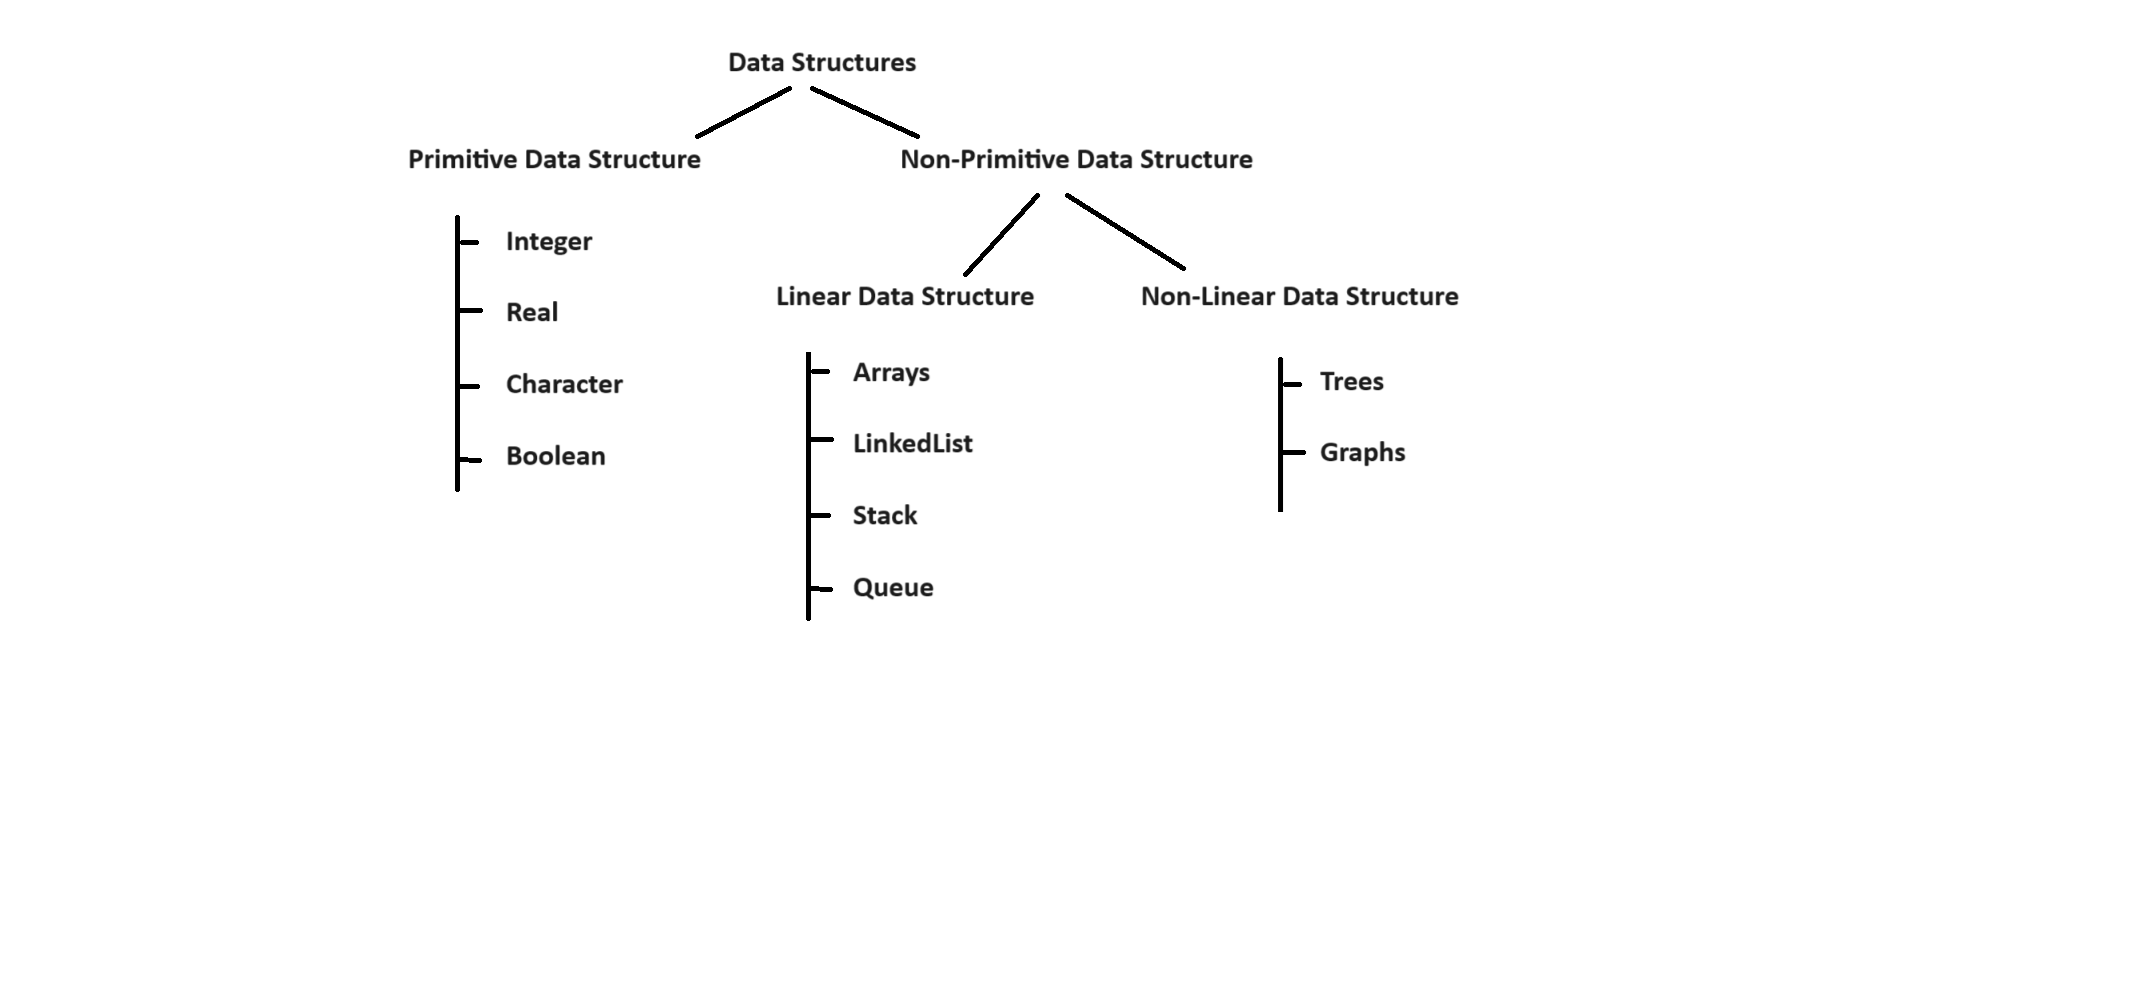 Data Structures
Primitive Data Structure
Non-Primitive Data Structure
Integer
Real
Character
Boolean
Linear Data Structure
Non-Linear Data Structure
Arrays
LinkedList
Stack
Queue
Trees
Graphs